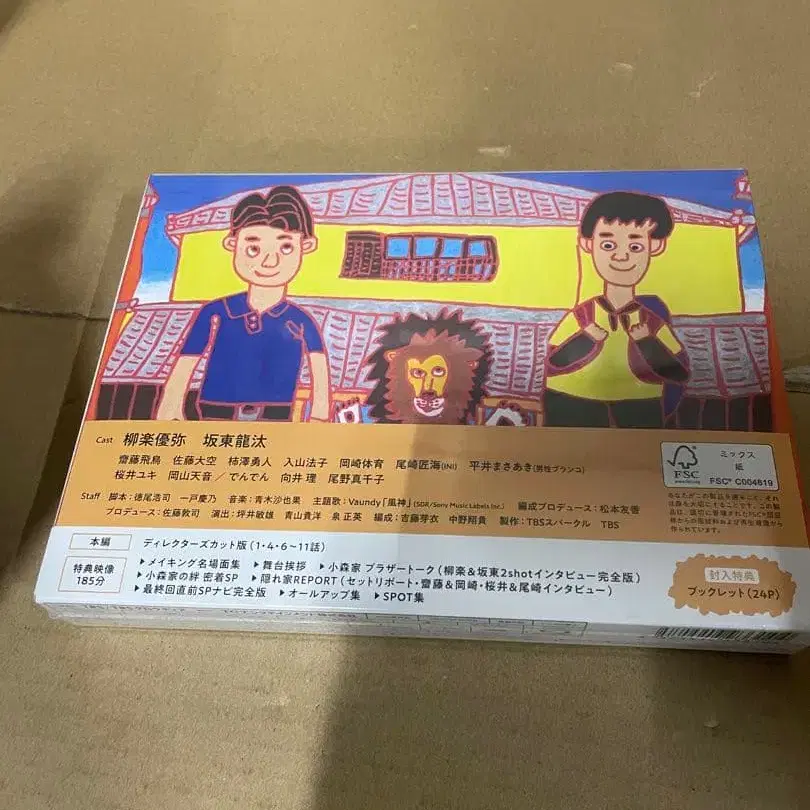 Cast 柳楽優弥 坂東龍汰
齋藤飛鳥 佐藤大空 柿澤勇人 入山法子 岡崎体育 尾崎匠海(INI) 平井まさあき(男性ブランコ)
桜井ユキ 岡山天音/でんでん 向井 理 尾野真千子
Staff 脚本:徳尾浩司 一戸慶乃 音楽:青木沙也果 主題歌:Vaundy「風神」(SDR/Sony Music Labels Inc.) 編成プロデュース:松本友香
プロデュース:佐藤敦司 演出:坪井敏雄 青山貴洋 泉正英 編成:吉藤芽衣 中野翔貴 製作:TBSスパークル TBS
FSC
www.fsc.org
ミックス
紙
FSC® C004819
本編 ディレクターズカット版(1・4・6~11話)
特典映像
185分
▶メイキング名場面集 ▶舞台挨拶 ▶小森家 ブラザートーク(柳楽&坂東2shotインタビュー完全版)
▶小森家の絆 密着SP ▶隠れ家REPORT(セットリポート・齋藤&岡崎・桜井&尾崎インタビュー)
▶最終回直前SPナビ完全版 ▶オールアップ集 ▶SPOT集
封入特典
ブックレット(24P)